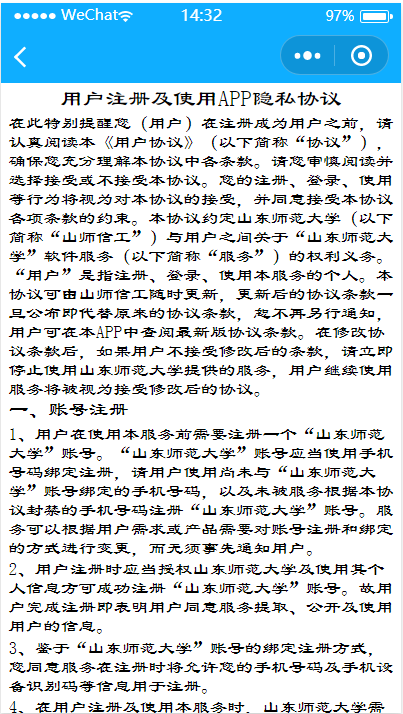 WeChat 14:32 97%
用户注册及使用APP隐私协议
在此特别提醒您（用户）在注册成为用户之前，请
认真阅读本《用户协议》（以下简称“协议”），
确保您充分理解本协议中各条款。请您审慎阅读并
选择接受或不接受本协议。您的注册、登录、使用
等行为将视为对本协议的接受，并同意接受本协议
各项条款的约束。本协议约定山东师范大学（以下
简称“山师信工”）与用户之间关于“山东师范大
学”软件服务（以下简称“服务”）的权利义务。
“用户”是指注册、登录、使用本服务的个人。本
协议可由山师信工随时更新，更新后的协议条款一
旦公布即代替原来的协议条款，恕不再另行通知，
用户可在本APP中查阅最新版协议条款。在修改协
议条款后，如果用户不接受修改后的条款，请立即
停止使用山东师范大学提供的服务，用户继续使用
服务将被视为接受修改后的协议。
一、账号注册
1、用户在使用本服务前需要注册一个“山东师范
大学”账号。“山东师范大学”账号应当使用手机
号码绑定注册，请用户使用尚未与“山东师范大
学”账号绑定的手机号码，以及未被服务根据本协
议封禁的手机号码注册“山东师范大学”账号。服
务可以根据用户需求或产品需要对账号注册和绑定
的方式进行变更，而无须事先通知用户。
2、用户注册时应当授权山东师范大学及使用其个
人信息方可成功注册“山东师范大学”账号。故用
户完成注册即表明用户同意服务提取、公开及使用
用户的信息。
3、鉴于“山东师范大学”账号的绑定注册方式，
您同意服务在注册时将允许您的手机号码及手机设
备识别码等信息用于注册。
4、在用户注册及使用本服务时，山东师范大学需